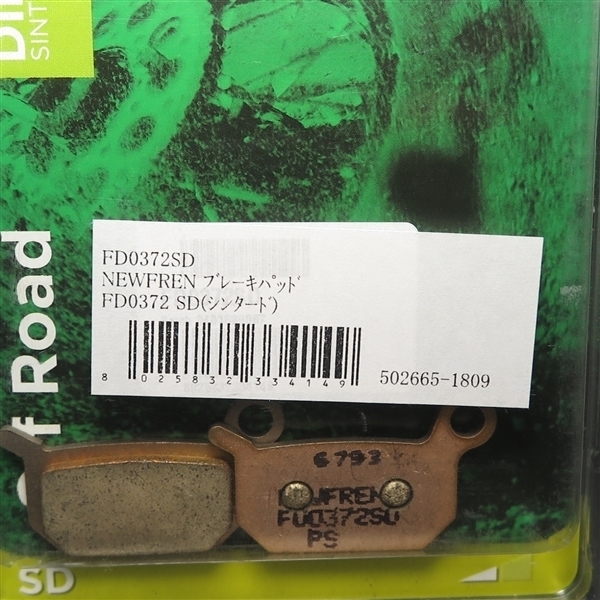 SINT
FD0372SD
NEWFREN ブレーキパッド
FD0372 SD(シンタード)
8 025832 334149
502665-1809
Road
6793
NEWFREN
FD0372SD
PS
SD